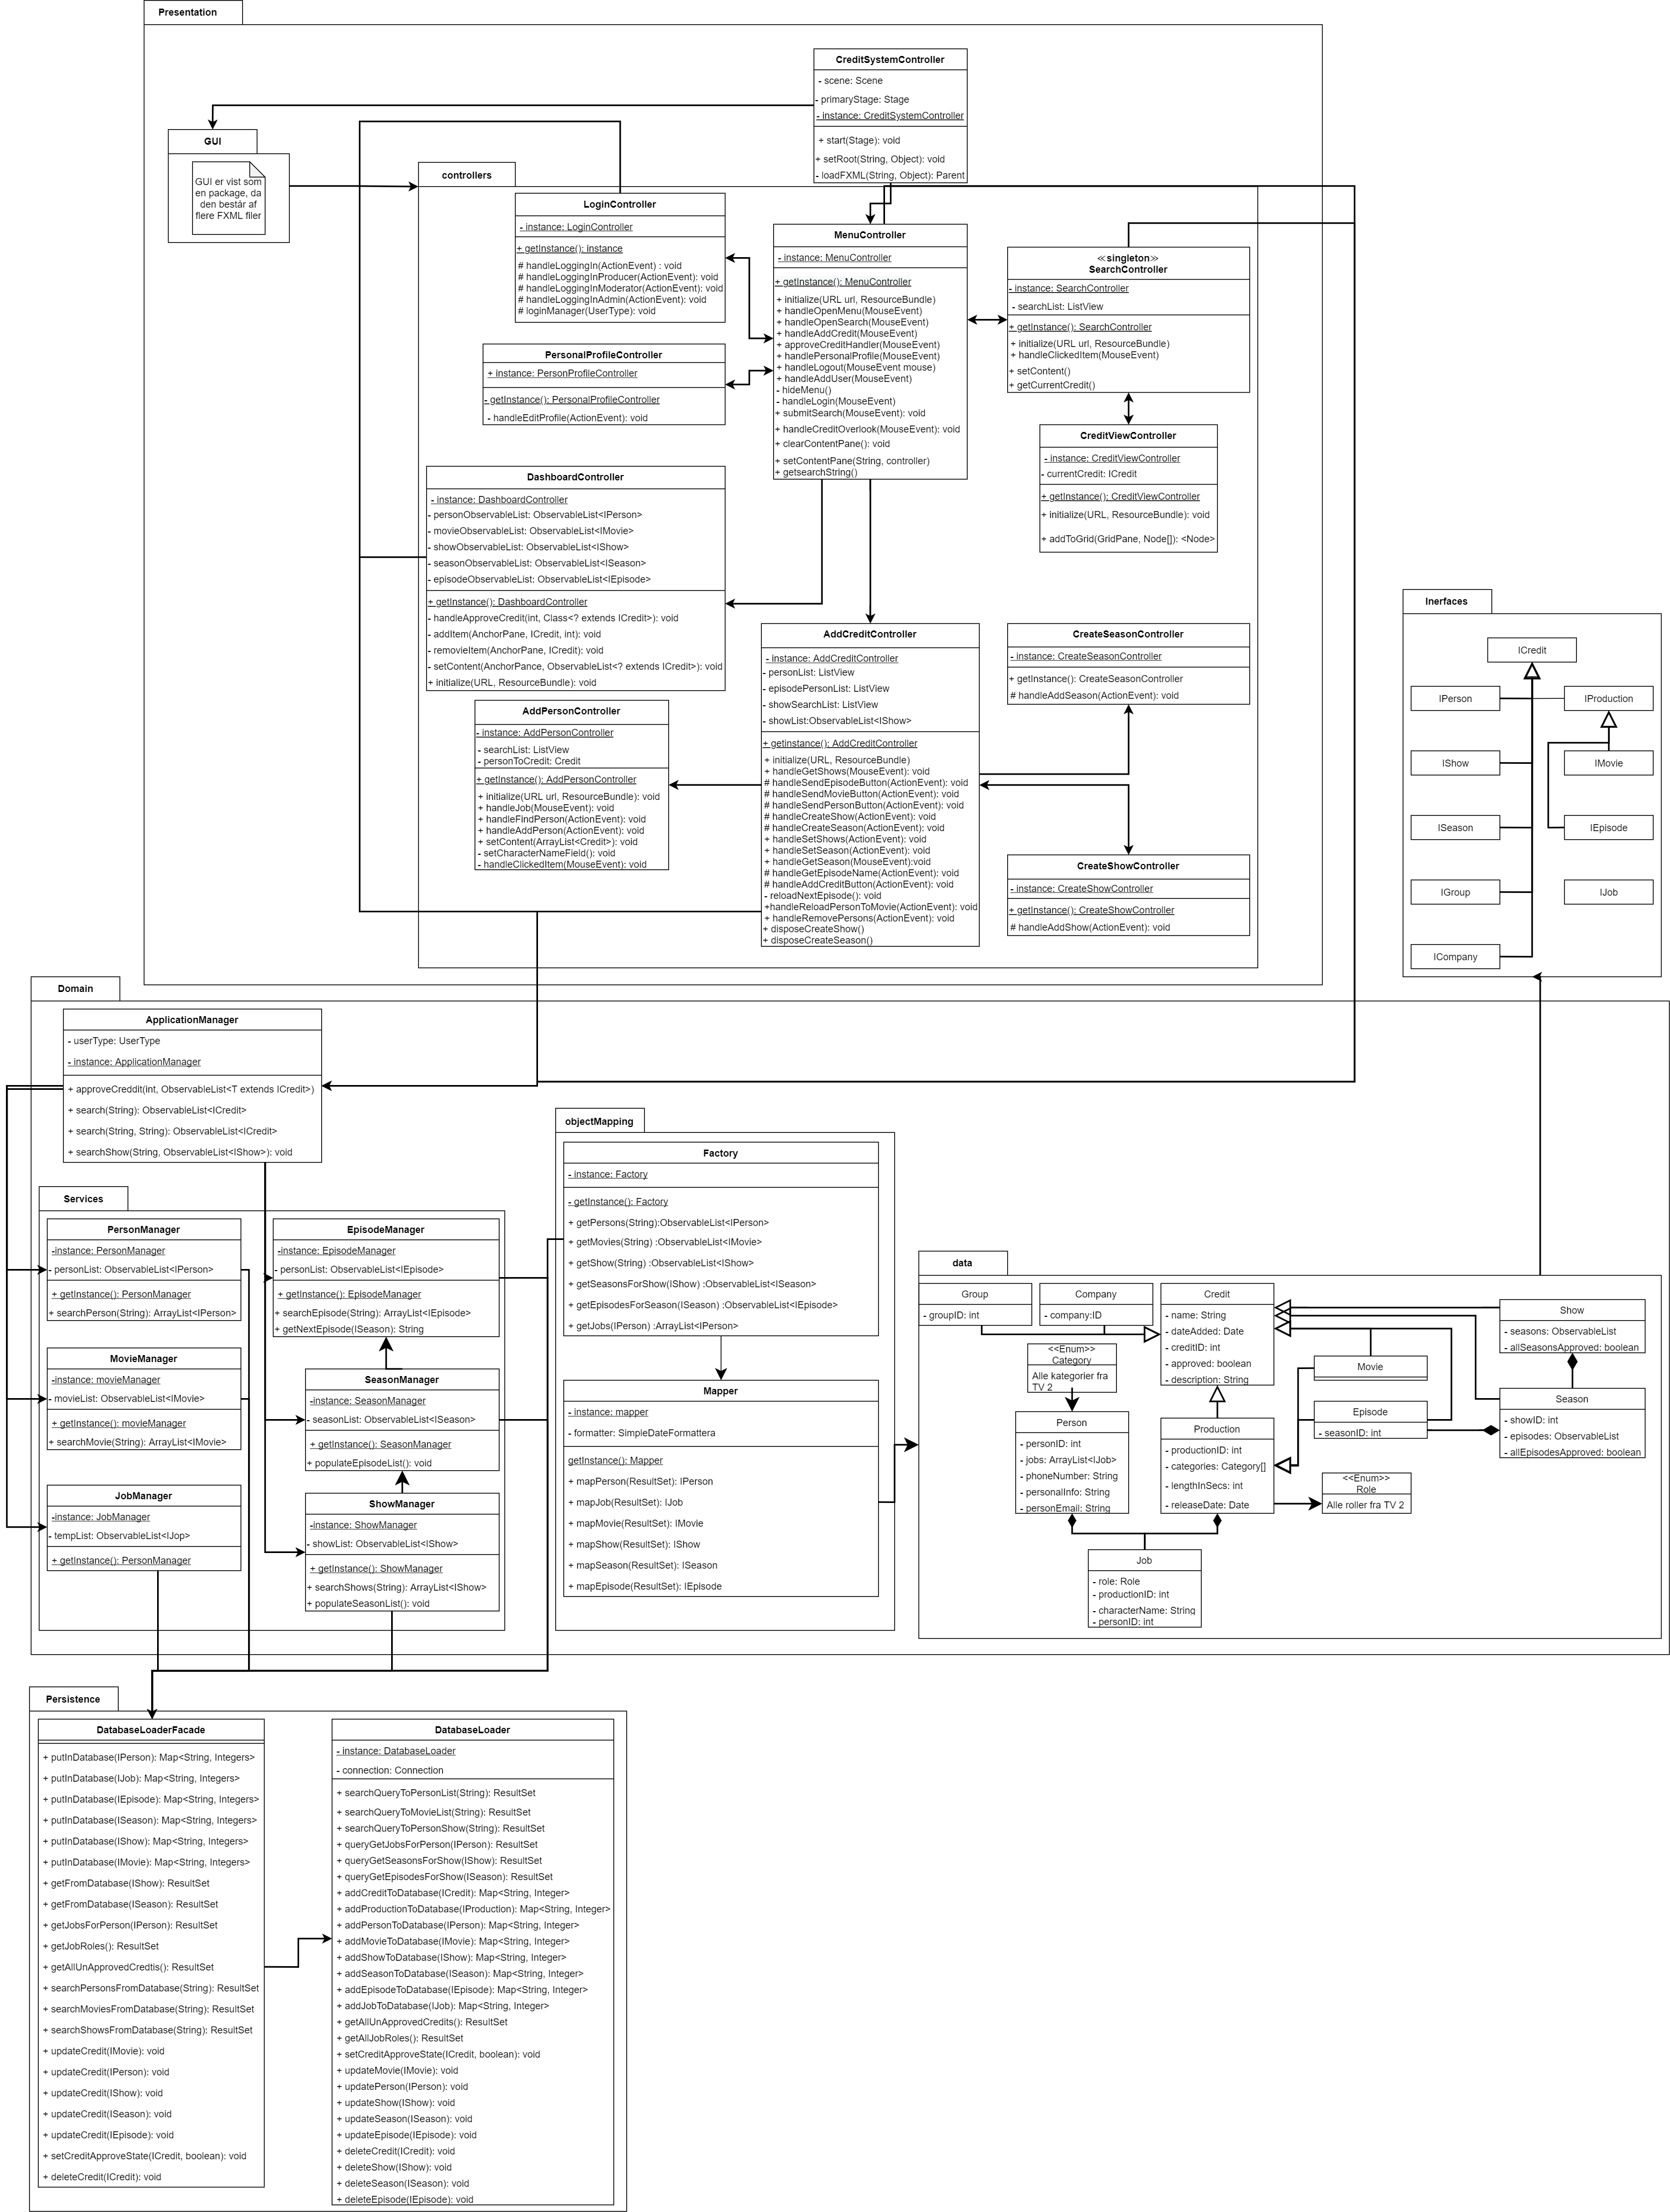 Presentation
CreditSystemController
- scene: Scene
- primaryStage: Stage
- instance: CreditSystemController
+ start(Stage): void
+ setRoot(String, Object): void
- loadFXML(String, Object): Parent
GUI
GUI er vist som
en package, da
den består af
flere FXML filer
controllers
LoginController
- instance: LoginController
+ getInstance(): instance
# handleLoggingIn(ActionEvent) : void
# handleLoggingInProducer(ActionEvent): void
# handleLoggingInModerator(ActionEvent): void
# handleLoggingInAdmin(ActionEvent): void
# loginManager(UserType): void
MenuController
- instance: MenuController
+ getInstance(): MenuController
+ initialize(URL url, ResourceBundle)
+ handleOpenMenu(MouseEvent)
+ handleOpenSearch(MouseEvent)
+ handleAddCredit(MouseEvent)
+ approveCreditHandler(MouseEvent)
+ handlePersonalProfile(MouseEvent)
+ handleLogout(MouseEvent mouse)
+ handleAddUser(MouseEvent)
- hideMenu()
- handleLogin(MouseEvent)
+ submitSearch(MouseEvent): void
+ handleCreditOverlook(MouseEvent): void
+ clearContentPane(): void
+ setContentPane(String, controller)
+ getsearchString()
≪singleton≫
SearchController
- instance: SearchController
- searchList: ListView
+ getInstance(): SearchController
+ initialize(URL url, ResourceBundle)
+ handleClickedItem(MouseEvent)
+ setContent()
+ getCurrentCredit()
PersonalProfileController
+ instance: PersonProfileController
- getInstance(): PersonalProfileController
- handleEditProfile(ActionEvent): void
CreditViewController
- instance: CreditViewController
- currentCredit: ICredit
+ getInstance(): CreditViewController
+ initialize(URL, ResourceBundle): void
+ addToGrid(GridPane, Node[]): <Node>
DashboardController
- instance: DashboardController
- personObservableList: ObservableList<IPerson>
- movieObservableList: ObservableList<IMovie>
- showObservableList: ObservableList<IShow>
- seasonObservableList: ObservableList<ISeason>
- episodeObservableList: ObservableList<IEpisode>
+ getInstance(): DashboardController
- handleApproveCredit(int, Class<? extends ICredit>): void
- addItem(AnchorPane, ICredit, int): void
- removieItem(AnchorPane, ICredit): void
- setContent(AnchorPance, ObservableList<? extends ICredit>): void
+ initialize(URL, ResourceBundle): void
AddCreditController
- instance: AddCreditController
- personList: ListView
- episodePersonList: ListView
- showSearchList: ListView
- showList:ObservableList<IShow>
+ getinstance(): AddCreditController
+ initialize(URL, ResourceBundle)
+ handleGetShows(MouseEvent): void
# handleSendEpisodeButton(ActionEvent): void
# handleSendMovieButton(ActionEvent): void
# handleSendPersonButton(ActionEvent): void
# handleCreateShow(ActionEvent): void
# handleCreateSeason(ActionEvent): void
+ handleSetShows(ActionEvent): void
+ handleSetSeason(ActionEvent): void
+ handleGetSeason(MouseEvent):void
# handleGetEpisodeName(ActionEvent): void
# handleAddCreditButton(ActionEvent): void
- reloadNextEpisode(): void
+handleReloadPersonToMovie(ActionEvent): void
+ handleRemovePersons(ActionEvent): void
+ disposeCreateShow()
+ disposeCreateSeason()
CreateSeasonController
- instance: CreateSeasonController
+ getInstance(): CreateSeasonController
# handleAddSeason(ActionEvent): void
AddPersonController
- instance: AddPersonController
- searchList: ListView
- personToCredit: Credit
+ getInstance(): AddPersonController
+ initialize(URL url, ResourceBundle): void
+ handleJob(MouseEvent): void
+ handleFindPerson(ActionEvent): void
+ handleAddPerson(ActionEvent): void
+ setContent(ArrayList<Credit>): void
- setCharacterNameField(): void
- handleClickedItem(MouseEvent): void
CreateShowController
- instance: CreateShowController
+ getInstance(): CreateShowController
# handleAddShow(ActionEvent): void
Inerfaces
ICredit
IPerson
IProduction
IShow
IMovie
ISeason
IEpisode
IGroup
IJob
ICompany
Domain
ApplicationManager
- userType: UserType
- instance: ApplicationManager
+ approveCreddit(int, ObservableList<T extends ICredit>)
+ search(String): ObservableList<ICredit>
+ search(String, String): ObservableList<ICredit>
+ searchShow(String, ObservableList<IShow>): void
Services
PersonManager
-instance: PersonManager
- personList: ObservableList<IPerson>
+ getInstance(): PersonManager
+ searchPerson(String): ArrayList<IPerson>
EpisodeManager
-instance: EpisodeManager
- personList: ObservableList<IEpisode>
+ getInstance(): EpisodeManager
+ searchEpisode(String): ArrayList<IEpisode>
+ getNextEpisode(ISeason): String
MovieManager
-instance: movieManager
- movieList: ObservableList<IMovie>
+ getInstance(): movieManager
+ searchMovie(String): ArrayList<IMovie>
SeasonManager
-instance: SeasonManager
- seasonList: ObservableList<ISeason>
+ getInstance(): SeasonManager
+ populateEpisodeList(): void
JobManager
-instance: JobManager
- tempList: ObservableList<IJop>
+ getInstance(): PersonManager
ShowManager
-instance: ShowManager
- showList: ObservableList<IShow>
+ getInstance(): ShowManager
+ searchShows(String): ArrayList<IShow>
+ populateSeasonList(): void
objectMapping
Factory
- instance: Factory
- getInstance(): Factory
+ getPersons(String):ObservableList<IPerson>
+ getMovies(String) :ObservableList<IMovie>
+ getShow(String) :ObservableList<IShow>
+ getSeasonsForShow(IShow) :ObservableList<ISeason>
+ getEpisodesForSeason(ISeason) :ObservableList<IEpisode>
+ getJobs(IPerson) :ArrayList<IPerson>
Mapper
- instance: mapper
- formatter: SimpleDateFormattera
getInstance(): Mapper
+ mapPerson(ResultSet): IPerson
+ mapJob(ResultSet): IJob
+ mapMovie(ResultSet): IMovie
+ mapShow(ResultSet): IShow
+ mapSeason(ResultSet): ISeason
+ mapEpisode(ResultSet): IEpisode
data
Group
- groupID: int
Company
- company:ID
Credit
- name: String
- dateAdded: Date
- creditID: int
- approved: boolean
- description: String
Show
- seasons: ObservableList
- allSeasonsApproved: boolean
<<Enum>>
Category
Alle kategorier fra
TV 2
Movie
Person
- personID: int
- jobs: ArrayList<IJob>
- phoneNumber: String
- personalInfo: String
- personEmail: String
Production
- productionID: int
- categories: Category[]
- lengthInSecs: int
- releaseDate: Date
Episode
- seasonID: int
Season
- showID: int
- episodes: ObservableList
- allEpisodesApproved: boolean
<<Enum>>
Role
Alle roller fra TV 2
Job
- role: Role
- productionID: int
- characterName: String
- personID: int
Persistence
DatabaseLoaderFacade
+ putInDatabase(IPerson): Map<String, Integers>
+ putInDatabase(IJob): Map<String, Integers>
+ putInDatabase(IEpisode): Map<String, Integers>
+ putInDatabase(ISeason): Map<String, Integers>
+ putInDatabase(IShow): Map<String, Integers>
+ putInDatabase(IMovie): Map<String, Integers>
+ getFromDatabase(IShow): ResultSet
+ getFromDatabase(ISeason): ResultSet
+ getJobsForPerson(IPerson): ResultSet
+ getJobRoles(): ResultSet
+ getAllUnApprovedCredtis(): ResultSet
+ searchPersonsFromDatabase(String): ResultSet
+ searchMoviesFromDatabase(String): ResultSet
+ searchShowsFromDatabase(String): ResultSet
+ updateCredit(IMovie): void
+ updateCredit(IPerson): void
+ updateCredit(IShow): void
+ updateCredit(ISeason): void
+ updateCredit(IEpisode): void
+ setCreditApproveState(ICredit, boolean): void
+ deleteCredit(ICredit): void
DatabaseLoader
- instance: DatabaseLoader
- connection: Connection
+ searchQueryToPersonList(String): ResultSet
+ searchQueryToMovieList(String): ResultSet
+ searchQueryToPersonShow(String): ResultSet
+ queryGetJobsForPerson(IPerson): ResultSet
+ queryGetSeasonsForShow(IShow): ResultSet
+ queryGetEpisodesForShow(ISeason): ResultSet
+ addCreditToDatabase(ICredit): Map<String, Integer>
+ addProductionToDatabase(IProduction): Map<String, Integer>
+ addPersonToDatabase(IPerson): Map<String, Integer>
+ addMovieToDatabase(IMovie): Map<String, Integer>
+ addShowToDatabase(IShow): Map<String, Integer>
+ addSeasonToDatabase(ISeason): Map<String, Integer>
+ addEpisodeToDatabase(IEpisode): Map<String, Integer>
+ addJobToDatabase(IJob): Map<String, Integer>
+ getAllUnApprovedCredits(): ResultSet
+ getAllJobRoles(): ResultSet
+ setCreditApproveState(ICredit, boolean): void
+ updateMovie(IMovie): void
+ updatePerson(IPerson): void
+ updateShow(IShow): void
+ updateSeason(ISeason): void
+ updateEpisode(IEpisode): void
+ deleteCredit(ICredit): void
+ deleteShow(IShow): void
+ deleteSeason(ISeason): void
+ deleteEpisode(IEpisode): void